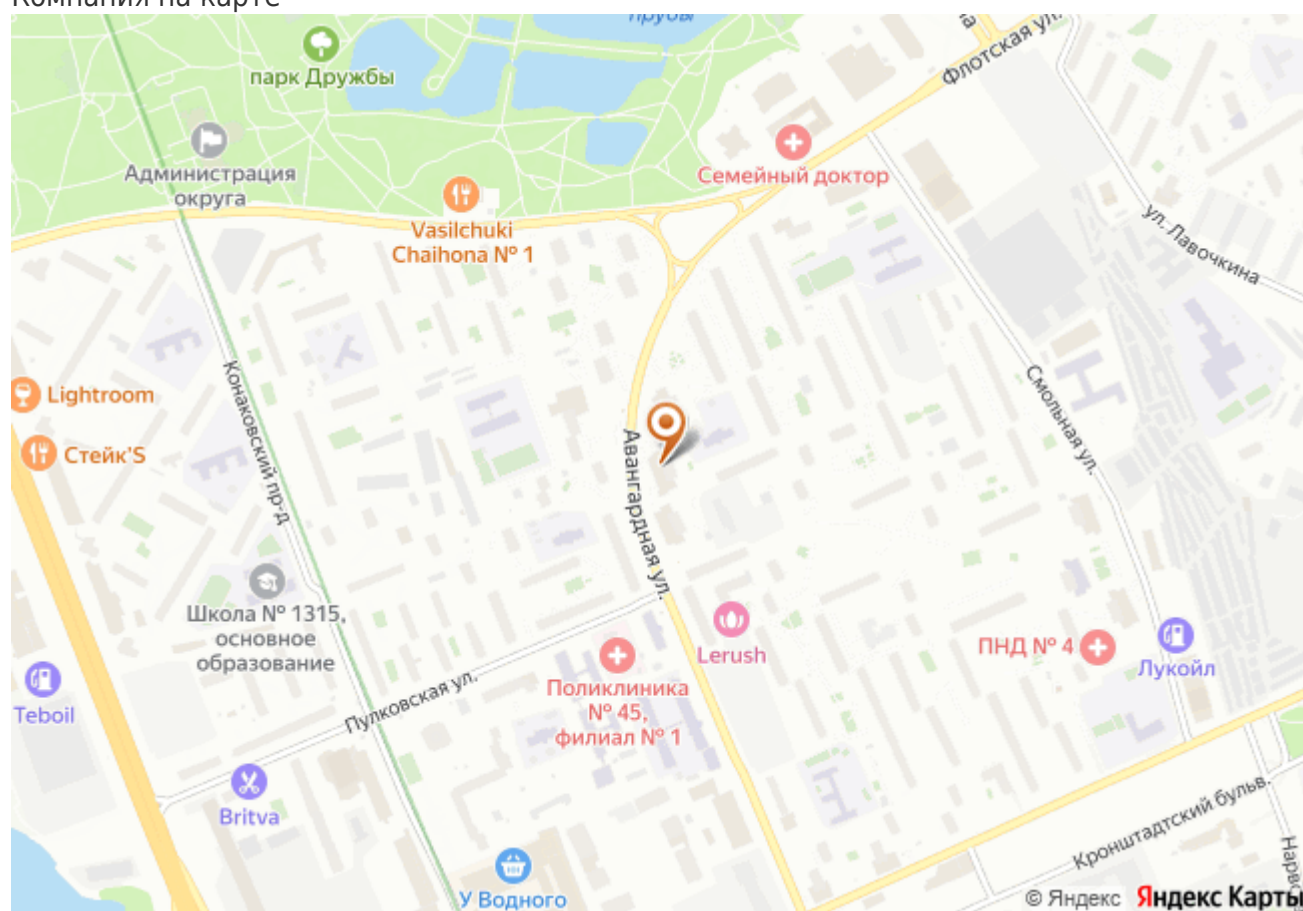 Компания на карте
пруды
Флотская ул.
парк Дружбы
Администрация
округа
Семейный доктор
Vasilchuki
Chaihona № 1
ул. Лавочкина
Lightroom
Стейк'S
Конаковский пр-д
Авангардная ул.
Смольная ул.
Школа № 1315,
основное
образование
Lerush
ПНД № 4
Лукойл
Teboil
Пулковская ул.
Поликлиника
№ 45,
филиал № 1
Britva
У Водного
Кронштадтский бульв.
© Яндекс Яндекс Карты